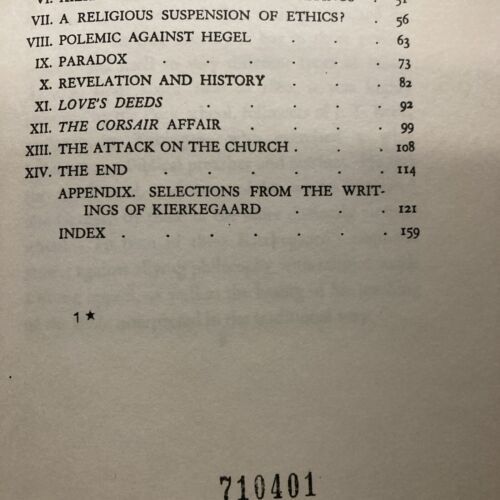 VII. A RELIGIOUS SUSPENSION OF ETHICS? . 56
VIII. POLEMIC AGAINST HEGEL . . . 63
IX. PARADOX . . . . . . 73
X. REVELATION AND HISTORY . . . 82
XI. LOVE'S DEEDS . . . . . 92
XII. THE CORSAIR AFFAIR . . . . 99
XIII. THE ATTACK ON THE CHURCH . . . 108
XIV. THE END . . . . . . 114
APPENDIX. SELECTIONS FROM THE WRIT-
INGS OF KIERKEGAARD . . . 121
INDEX . . . . . . . 159
1★
710401